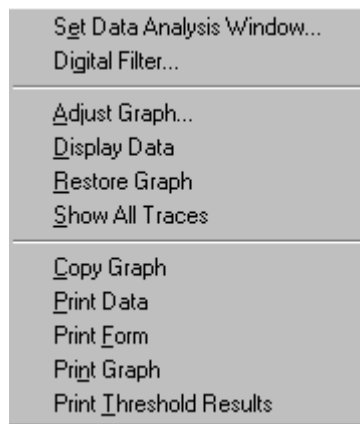 Set Data Analysis Window...
Digital Filter...
Adjust Graph...
Display Data
Restore Graph
Show All Traces
Copy Graph
Print Data
Print Form
Print Graph
Print Threshold Results